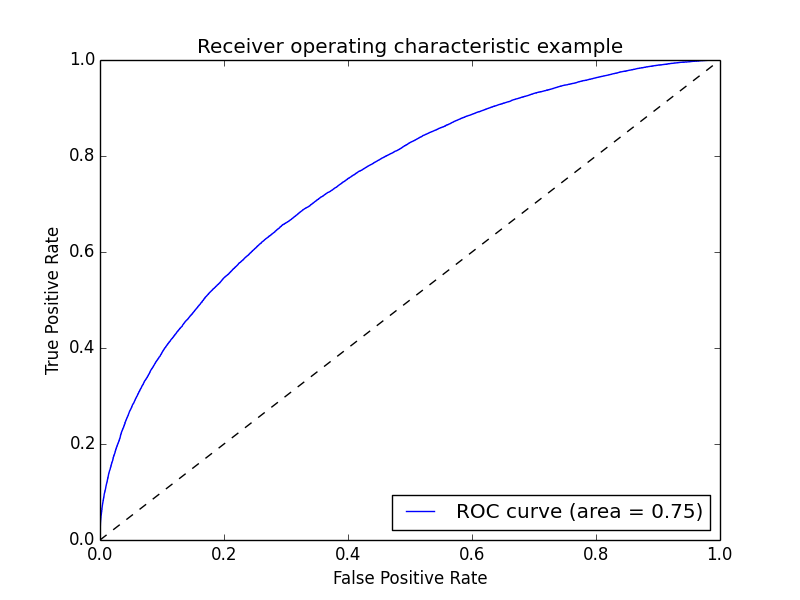 Receiver operating characteristic example
1.0
0.8
0.6
0.4
0.2
0.0
True Positive Rate
ROC curve (area = 0.75)
0.0 0.2 0.4 0.6 0.8 1.0
False Positive Rate